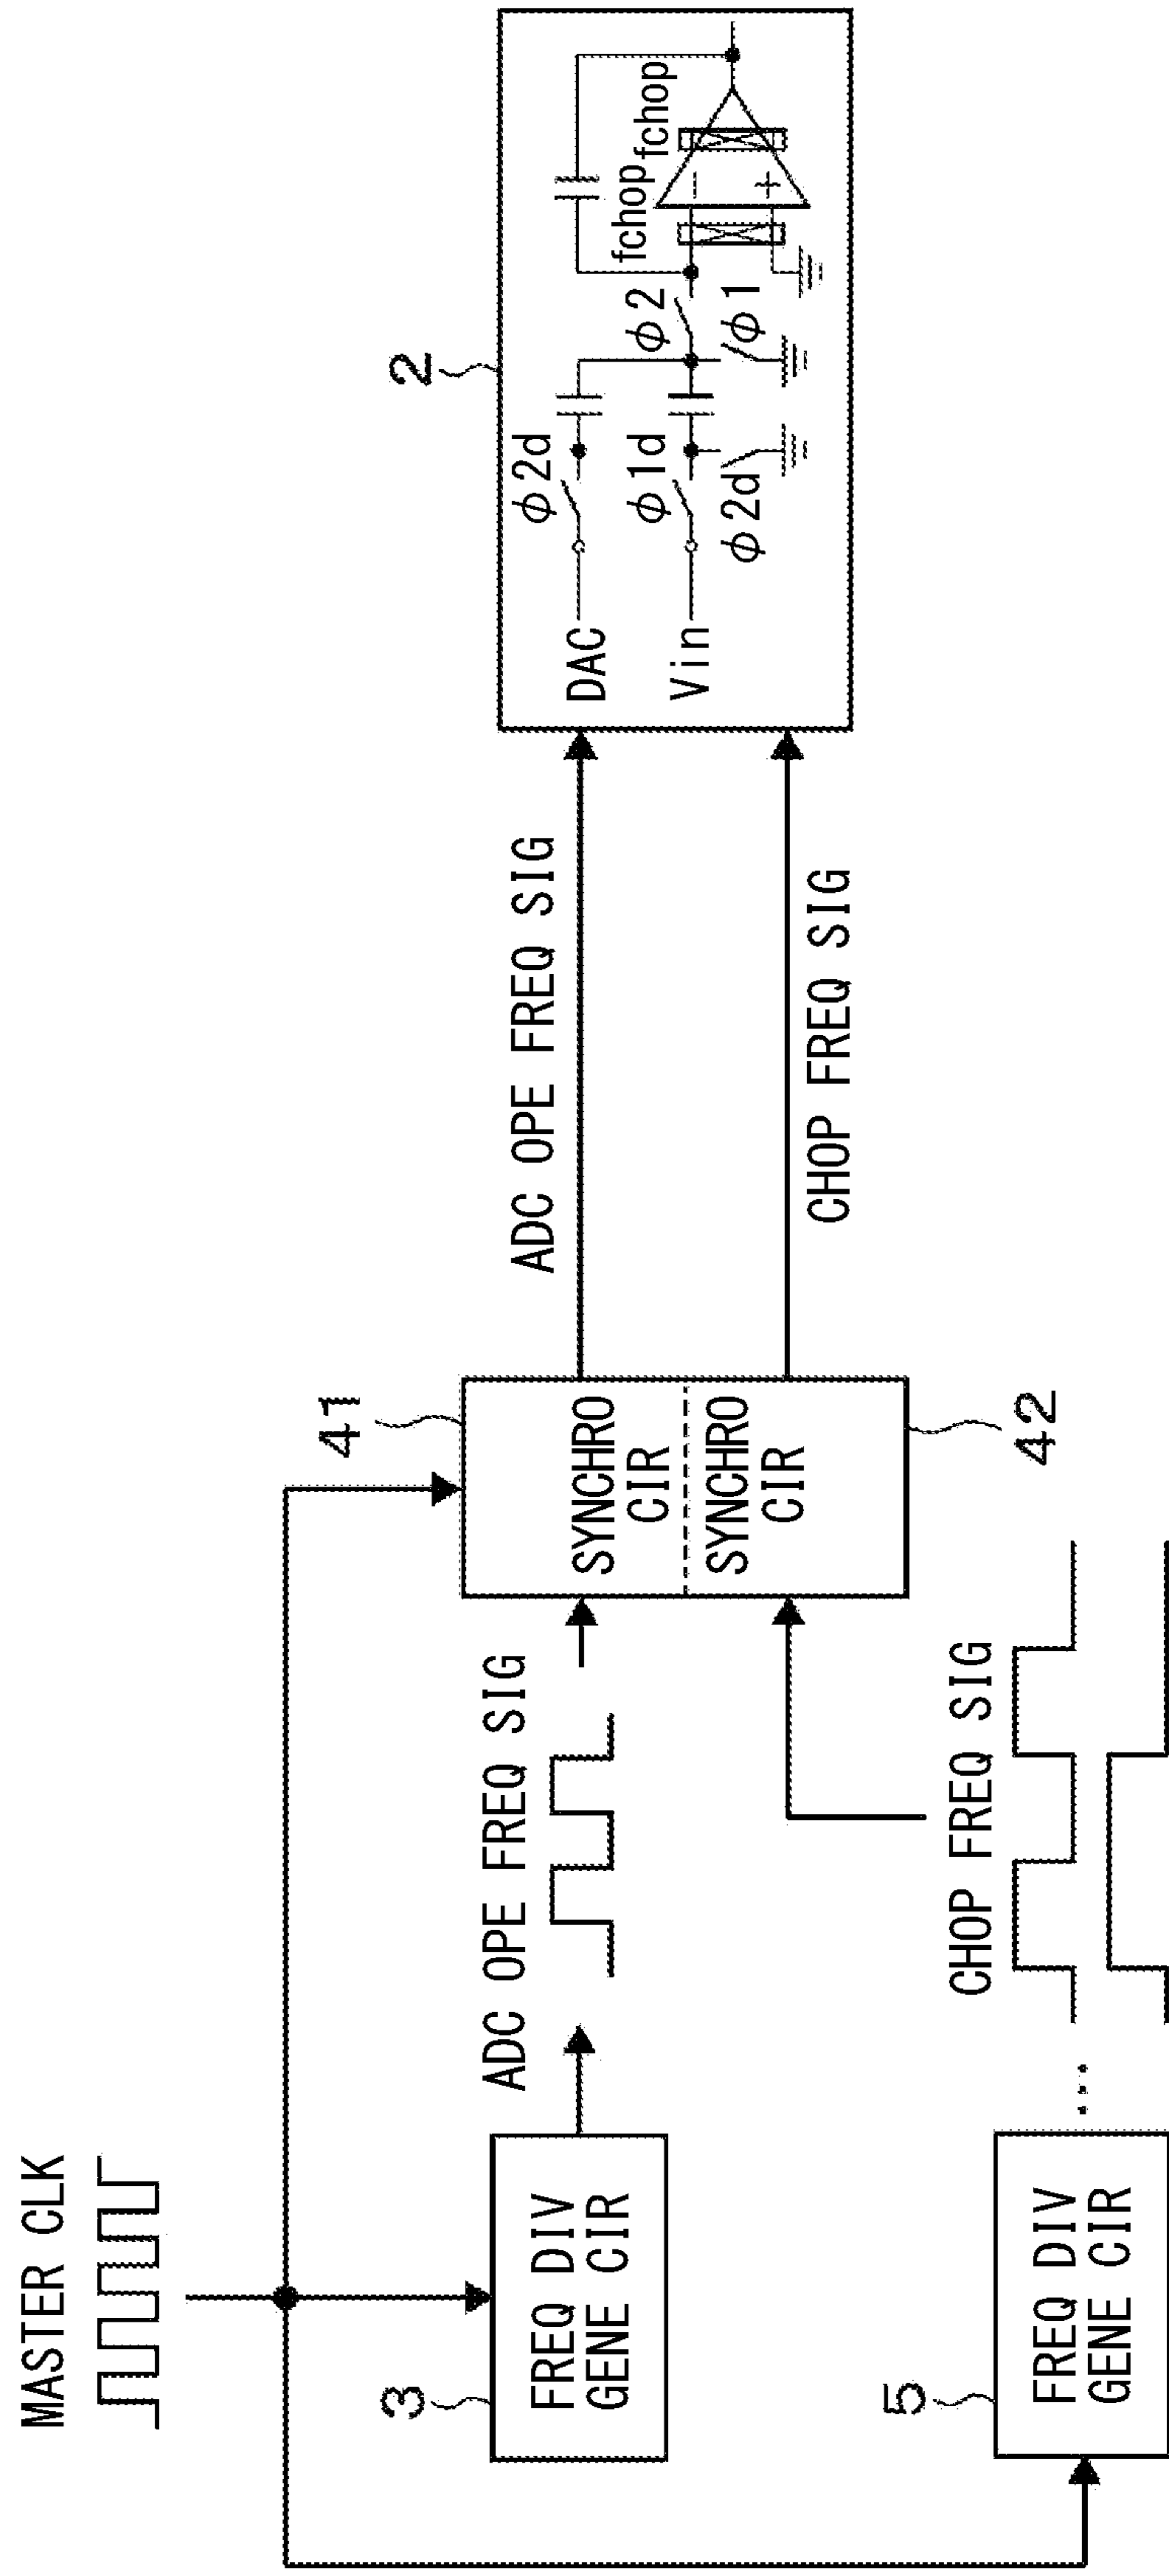 MASTER CLK
3
FREQ DIV
GENE CIR
ADC OPE FREQ SIG
41
SYNCHRO
CIR
SYNCHRO
CIR
42
ADC OPE FREQ SIG
CHOP FREQ SIG
2
DAC
Vin
φ2d
φ1d
φ2d
φ2
φ1
fchop
fchop
−
+
5
FREQ DIV
GENE CIR
...
CHOP FREQ SIG